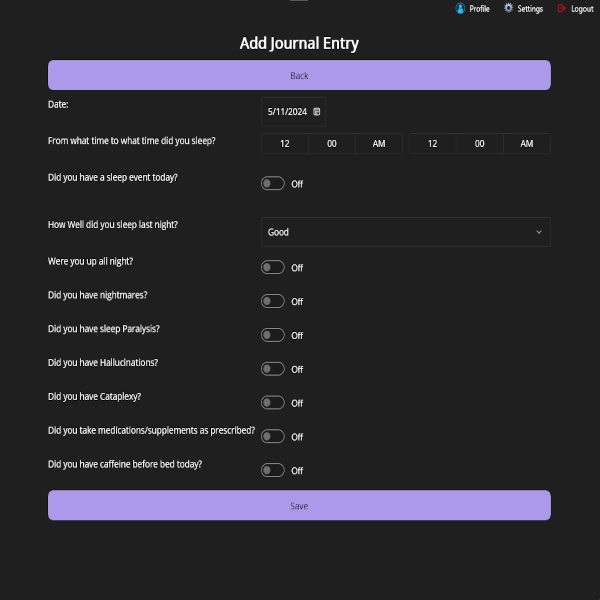 Profile Settings Logout
Add Journal Entry
Back
Date: 5/11/2024
From what time to what time did you sleep? 12 00 AM 12 00 AM
Did you have a sleep event today? Off
How Well did you sleep last night? Good
Were you up all night? Off
Did you have nightmares? Off
Did you have sleep Paralysis? Off
Did you have Hallucinations? Off
Did you have Cataplexy? Off
Did you take medications/supplements as prescribed? Off
Did you have caffeine before bed today? Off
Save